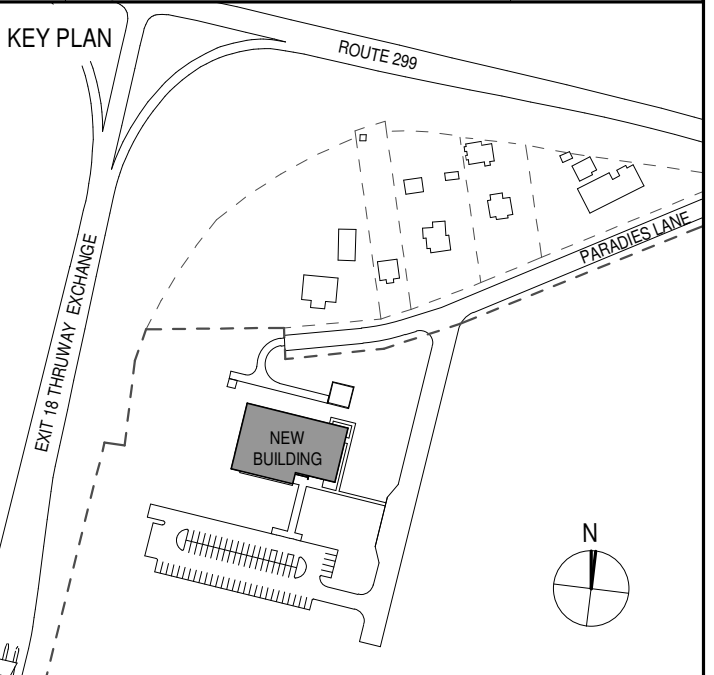 KEY PLAN
ROUTE 299
PARADIES LANE
EXIT 18 THRUWAY EXCHANGE
NEW
BUILDING
N